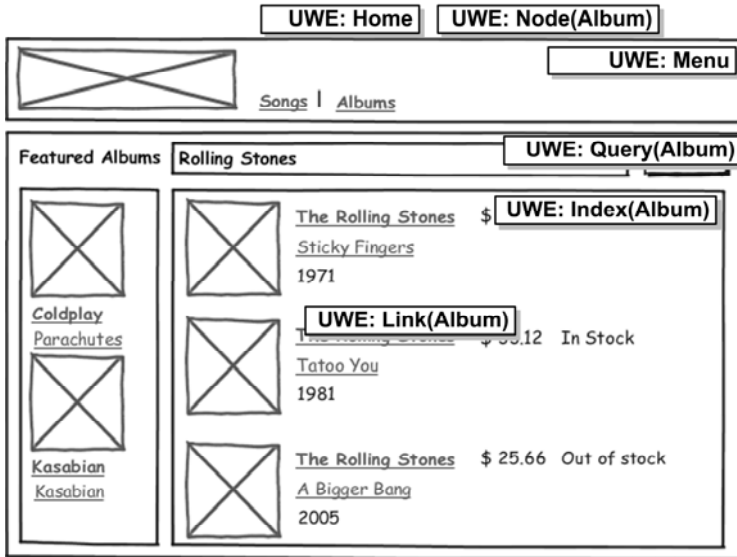 UWE: Home UWE: Node(Album)
UWE: Menu
Songs | Albums
Featured Albums Rolling Stones UWE: Query(Album)
The Rolling Stones $ UWE: Index(Album)
Sticky Fingers
1971
Coldplay
Parachutes
UWE: Link(Album)
12 In Stock
Tatoo You
1981
Kasabian
Kasabian
The Rolling Stones $ 25.66 Out of stock
A Bigger Bang
2005